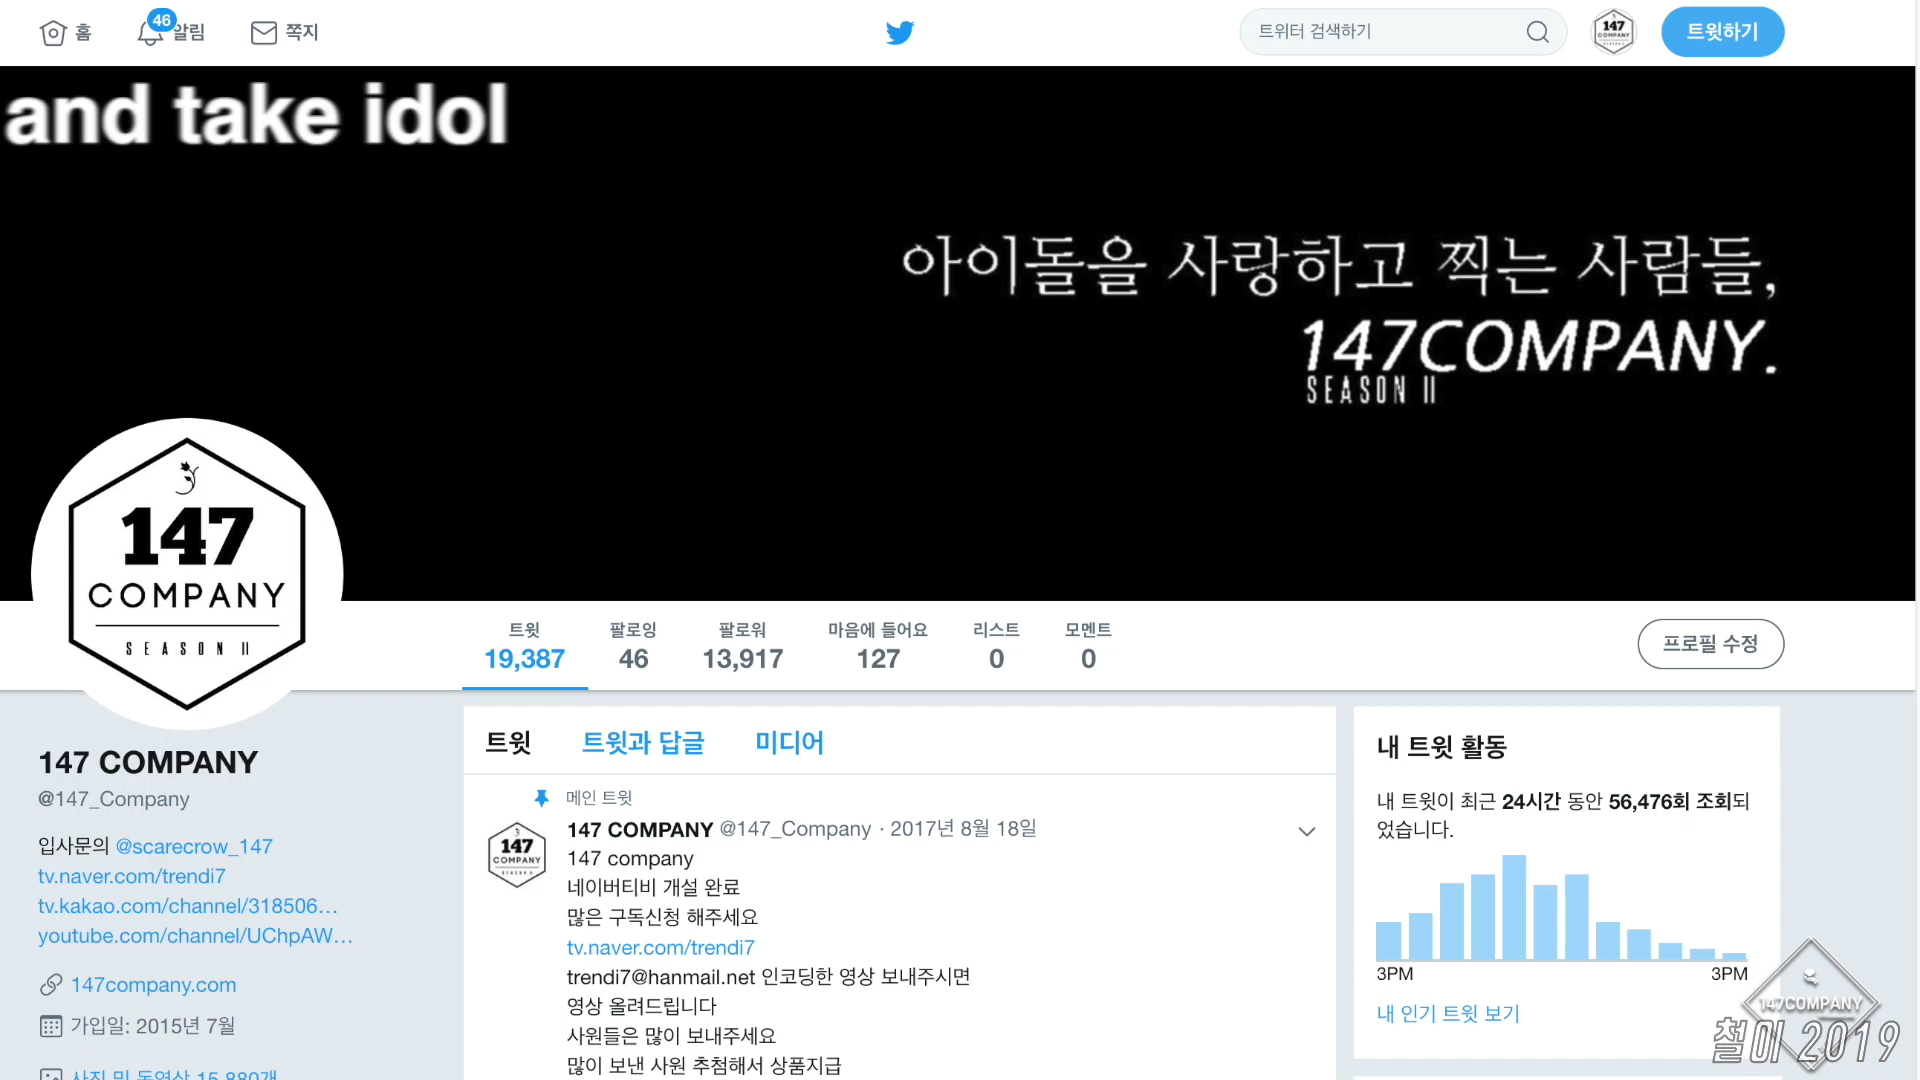 홈
46
알림
쪽지
트위터 검색하기
147
COMPANY
트윗하기
and take idol
아이돌을 사랑하고 찍는 사람들,
147COMPANY.
SEASON II
147
COMPANY
SEASON II
트윗 팔로잉 팔로워 마음에 들어요 리스트 모멘트
19,387 46 13,917 127 0 0
프로필 수정
147 COMPANY
@147_Company
입사문의 @scarecrow_147
tv.naver.com/trendi7
tv.kakao.com/channel/318506…
youtube.com/channel/UChpAW…
147company.com
가입일: 2015년 7월
사진 및 동영상 15,880개
트윗 트윗과 답글 미디어
메인 트윗
147
COMPANY
SEASON II
147 COMPANY @147_Company · 2017년 8월 18일
147 company
네이버티비 개설 완료
많은 구독신청 해주세요
tv.naver.com/trendi7
trendi7@hanmail.net 인코딩한 영상 보내주시면
영상 올려드립니다
사원들은 많이 보내주세요
많이 보낸 사원 추첨해서 상품지급
내 트윗 활동
내 트윗이 최근 24시간 동안 56,476회 조회되
었습니다.
3PM 3PM
내 인기 트윗 보기
147COMPANY
철이 2019